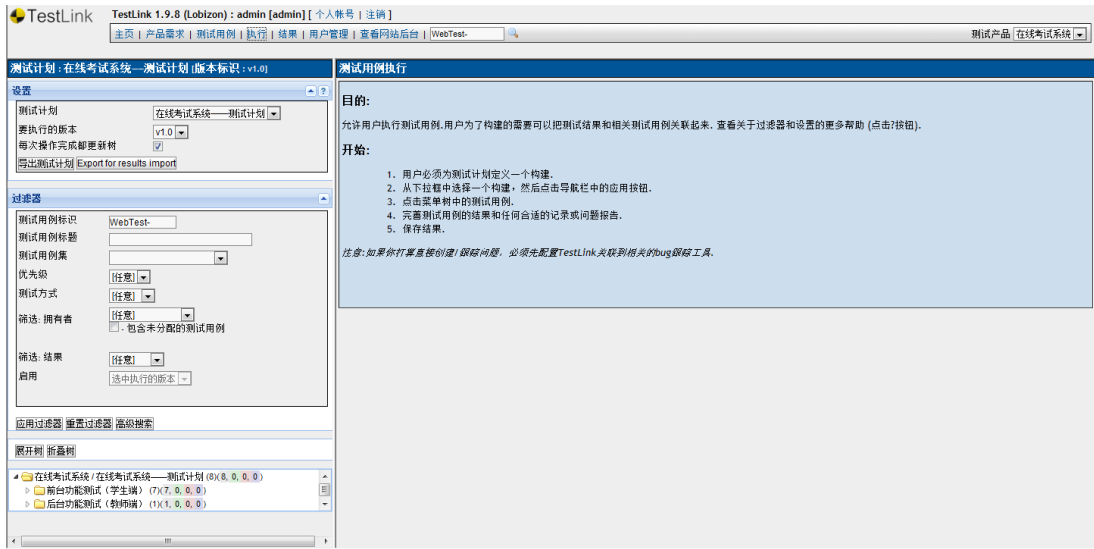 TestLink
TestLink 1.9.8 (Lobizon) : admin [admin] [ 个人帐号 | 注销 ]
主页 | 产品需求 | 测试用例 | 执行 | 结果 | 用户管理 | 查看网站后台 | WebTest- 测试产品 在线考试系统
测试计划 : 在线考试系统——测试计划 [版本标识 : v1.0]
设置
测试计划 在线考试系统——测试计划
要执行的版本 v1.0
每次操作完成都更新树
导出测试计划 Export for results import
过滤器
测试用例标识 WebTest-
测试用例标题
测试用例集
优先级 [任意]
测试方式 [任意]
筛选: 拥有者 [任意]
- 包含未分配的测试用例
筛选: 结果 [任意]
启用 选中执行的版本
应用过滤器 重置过滤器 高级搜索
展开树 折叠树
在线考试系统 / 在线考试系统——测试计划 (8)(8, 0, 0, 0)
前台功能测试（学生端） (7)(7, 0, 0, 0)
后台功能测试（教师端） (1)(1, 0, 0, 0)
测试用例执行
目的:
允许用户执行测试用例.用户为了构建的需要可以把测试结果和相关测试用例关联起来. 查看关于过滤器和设置的更多帮助 (点击?按钮).
开始:
1. 用户必须为测试计划定义一个构建.
2. 从下拉框中选择一个构建，然后点击导航栏中的应用按钮.
3. 点击菜单树中的测试用例.
4. 完善测试用例的结果和任何合适的记录或问题报告.
5. 保存结果.
注意:如果你打算直接创建/跟踪问题，必须先配置TestLink关联到相关的bug跟踪工具.